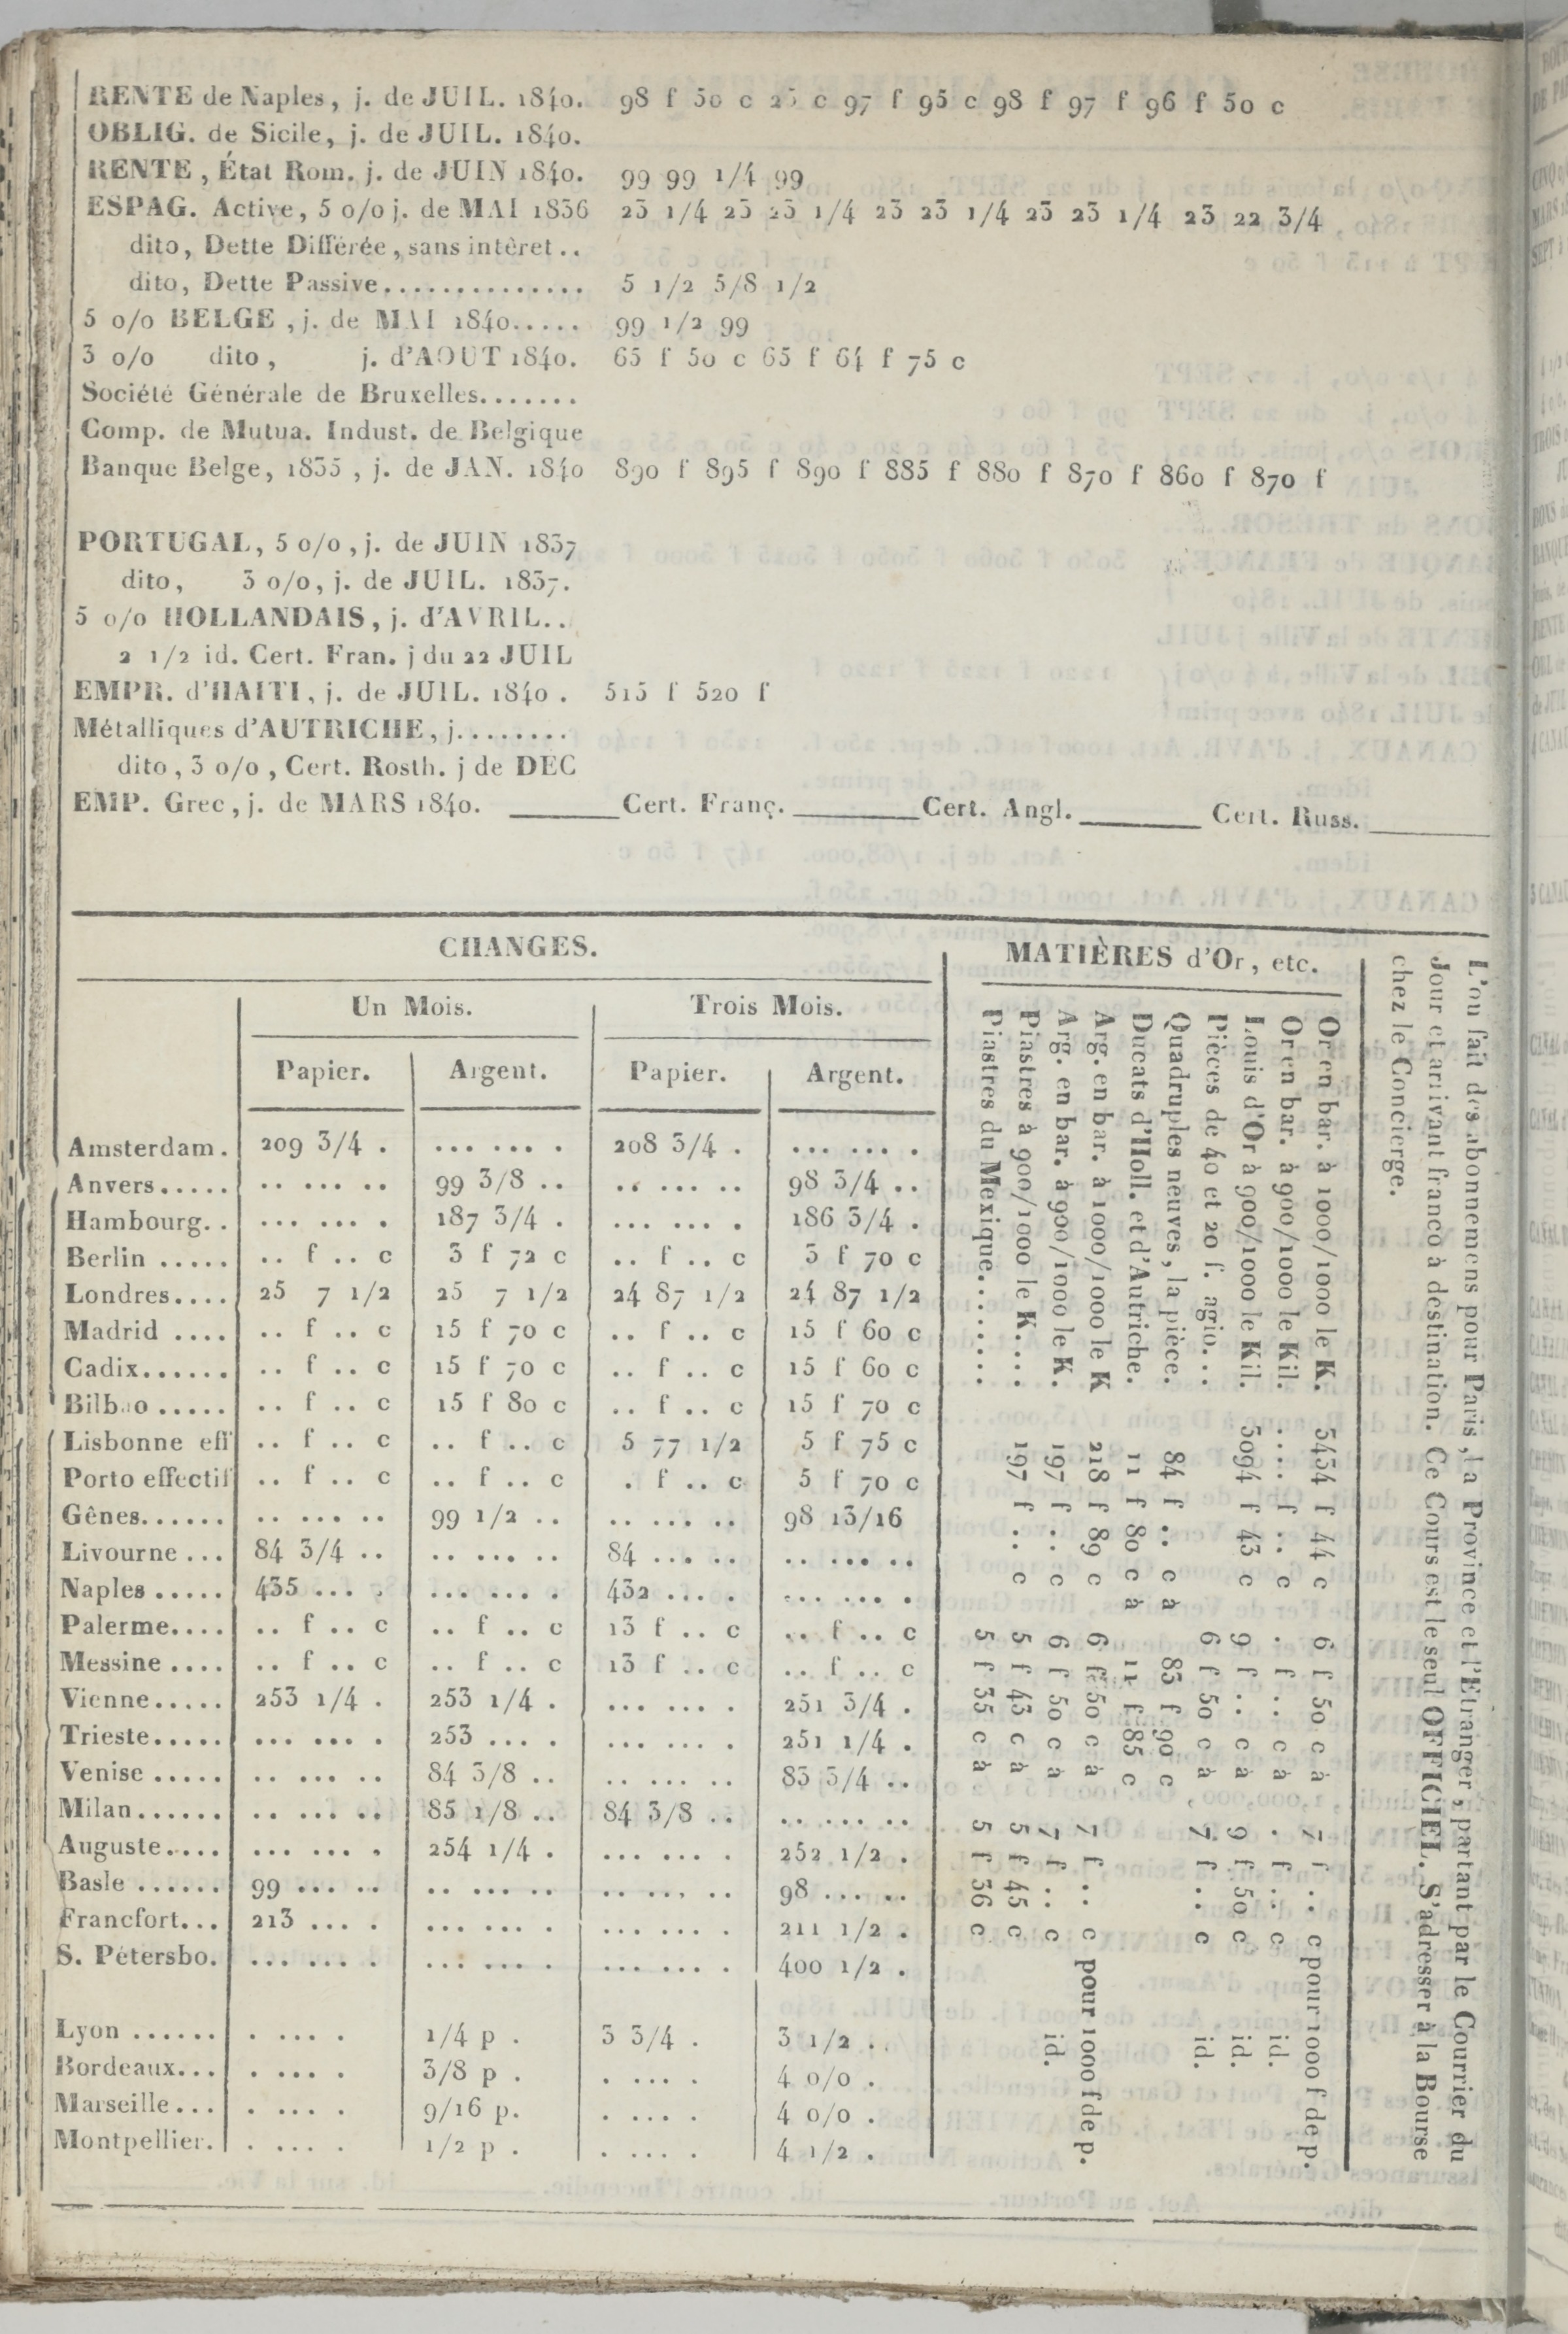 RENTE de Naples, j. de JUIL. 1840. 98 f 50 c 25 c 97 f 95 c 98 f 97 f 96 f 50 c
OBLIG. de Sicile, j. de JUIL. 1840.
RENTE, État Rom. j. de JUIN 1840. 99 99 1/4 99
ESPAG. Active, 5 o/o j. de MAI 1836 23 1/4 23 23 1/4 23 23 1/4 23 23 1/4 23 22 3/4
dito, Dette Différée, sans intèret..
dito, Dette Passive.............. 5 1/2 5/8 1/2
5 o/o BELGE, j. de MAI 1840..... 99 1/2 99
3 o/o dito, j. d'AOUT 1840. 65 f 50 c 65 f 64 f 75 c
Société Générale de Bruxelles.......
Comp. de Mutua. Indust. de Belgique
Banque Belge, 1835, j. de JAN. 1840 890 f 895 f 890 f 885 f 880 f 870 f 860 f 870 f
PORTUGAL, 5 o/o, j. de JUIN 1837
dito, 3 o/o, j. de JUIL. 1837.
5 o/o HOLLANDAIS, j. d'AVRIL..
2 1/2 id. Cert. Fran. j du 22 JUIL
EMPR. d'HAITI, j. de JUIL. 1840. 515 f 520 f
Métalliques d'AUTRICHE, j........
dito, 3 o/o, Cert. Rosth. j de DEC
EMP. Grec, j. de MARS 1840. ______Cert. Franç. ______Cert. Angl. ______ Cert. Russ. ______
CHANGES.
Un Mois. Trois Mois.
Papier. Argent. Papier. Argent.
Amsterdam. 209 3/4 . ... ... . 208 3/4 . ... ... .
Anvers..... .. ... .. 99 3/8 .. .. ... .. 98 3/4 ..
Hambourg.. ... ... . 187 3/4 . ... ... . 186 3/4 .
Berlin ..... .. f .. c 3 f 72 c .. f .. c 3 f 70 c
Londres.... 25 7 1/2 25 7 1/2 24 87 1/2 24 87 1/2
Madrid .... .. f .. c 15 f 70 c .. f .. c 15 f 60 c
Cadix...... .. f .. c 15 f 70 c .. f .. c 15 f 60 c
Bilbao ..... .. f .. c 15 f 80 c .. f .. c 15 f 70 c
Lisbonne eff .. f .. c .. f .. c 5 77 1/2 5 f 75 c
Porto effectif .. f .. c .. f .. c . f .. c 5 f 70 c
Gênes...... .. ... .. 99 1/2 .. .. ... .. 98 13/16
Livourne ... 84 3/4 .. .. ... .. 84 ... .. .. ... ..
Naples ..... 435 ... . ... ... . 432 ... . ... ... .
Palerme.... .. f .. c .. f .. c 13 f .. c .. f .. c
Messine .... .. f .. c .. f .. c 13 f .. c .. f .. c
Vienne..... 253 1/4 . 253 1/4 . ... ... . 251 3/4 .
Trieste..... ... ... . 253 ... . ... ... . 251 1/4 .
Venise ..... .. ... .. 84 3/8 .. .. ... .. 83 3/4 ..
Milan...... .. ... .. 85 1/8 .. 84 3/8 .. .. ... ..
Auguste..... ... ... . 254 1/4 . ... ... . 252 1/2 .
Basle ...... 99 ... .. .. ... .. .. ... .. 98 ... ..
Francfort... 213 ... . ... ... . ... ... . 211 1/2 .
S. Pétersbo. ... ... . ... ... . ... ... . 400 1/2 .
Lyon ...... . .... . 1/4 p . 3 3/4 . 3 1/2 ..
Bordeaux... . .... . 3/8 p . . .... . 4 o/o .
Marseille ... . .... . 9/16 p. . .... . 4 o/o .
Montpellier. . .... . 1/2 p . . .... . 4 1/2 .
MATIÈRES d'Or, etc.
Or en bar. à 1000/1000 le K. 5434 f 44 c 6 f 50 c à 7 f .. c pour 1000 f de p.
Or en bar. à 900/1000 le Kil. .... f .. c . f .. c à . f .. c id.
Louis d'Or à 900/1000 le Kil. 3094 f 43 c 9 f .. c à 9 f 50 c id.
Pièces de 40 et 20 f. agio... 6 f 50 c à 7 f .. c id.
Quadruples neuves, la pièce. 84 f .. c à 83 f 90 c
Ducats d'Holl. et d'Autriche. 11 f 80 c à 11 f 85 c
Arg. en bar. à 1000/1000 le K 218 f 89 c 6 f 50 c à 7 f .. c pour 1000 f de p.
Arg. en bar. à 900/1000 le K. 197 f .. c 6 f 50 c à 7 f .. c id.
Piastres à 900/1000 le K.... 197 f .. c 5 f 43 c à 5 f 45 c
Piastres du Mexique........ 5 f 35 c à 5 f 36 c
L'on fait des abonnemens pour Paris, la Province et l'Etranger, partant par le Courrier du
Jour et arrivant franco à destination. Ce Cours est le seul OFFICIEL. S'adresser à la Bourse
chez le Concierge.